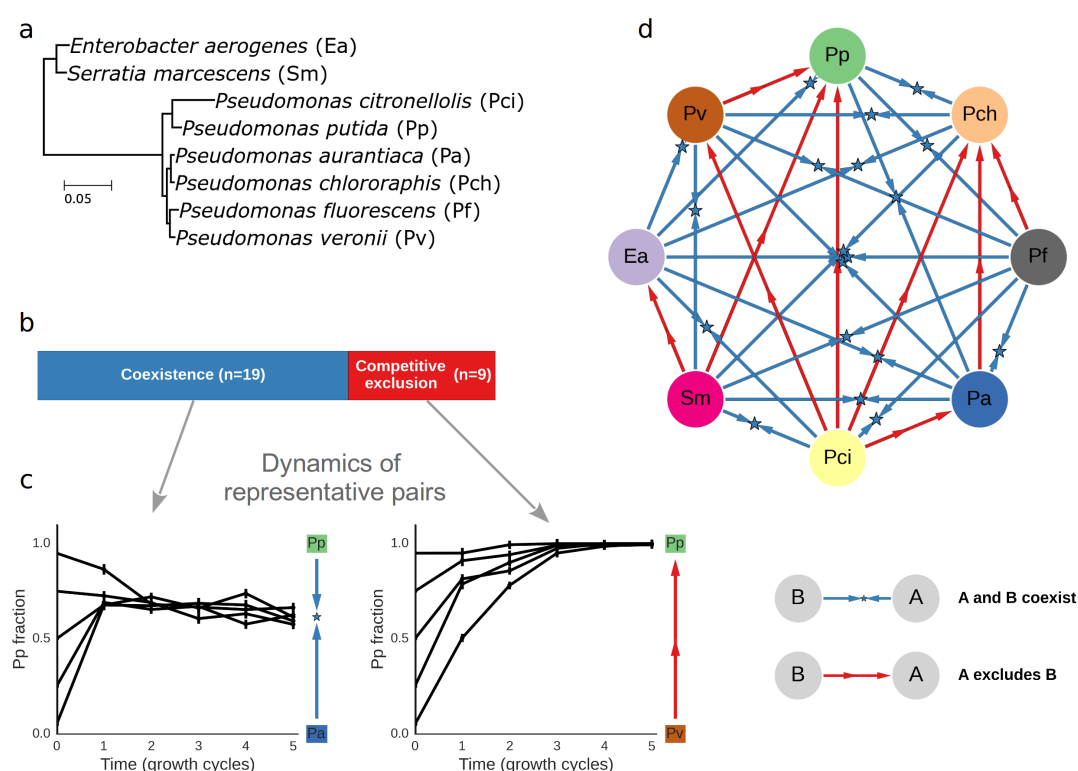 a
Enterobacter aerogenes (Ea)
Serratia marcescens (Sm)
Pseudomonas citronellolis (Pci)
Pseudomonas putida (Pp)
Pseudomonas aurantiaca (Pa)
Pseudomonas chlororaphis (Pch)
Pseudomonas fluorescens (Pf)
Pseudomonas veronii (Pv)
0.05
b
Coexistence (n=19)
Competitive
exclusion
(n=9)
c
Dynamics of
representative pairs
1.0
0.5
0.0
Pp fraction
0 1 2 3 4 5
Time (growth cycles)
Pp
Pa
1.0
0.5
0.0
Pp fraction
0 1 2 3 4 5
Time (growth cycles)
Pp
Pv
d
Pp
Pv
Pch
Ea
Pf
Sm
Pa
Pci
B A A and B coexist
B A A excludes B